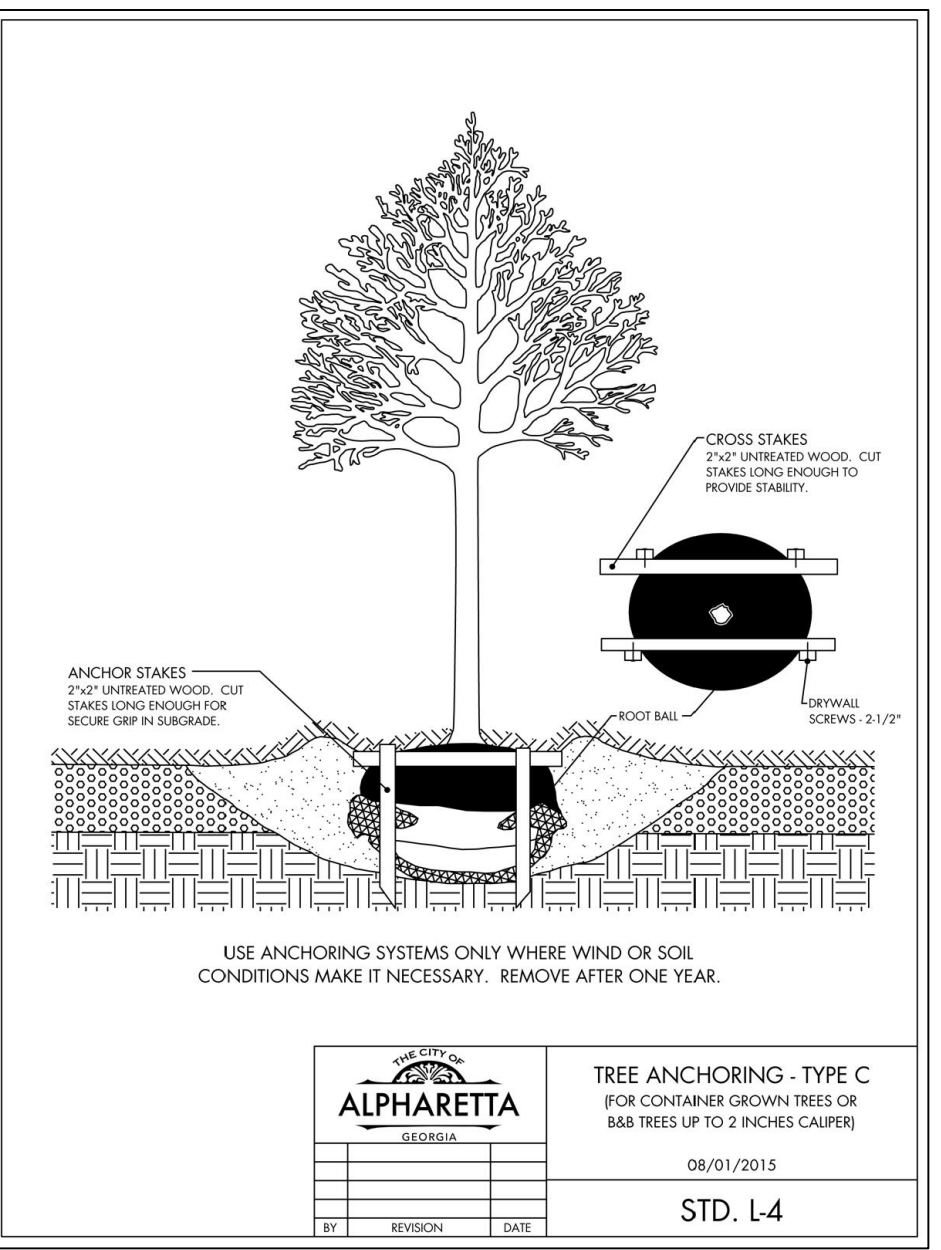 CROSS STAKES
2"x2" UNTREATED WOOD. CUT
STAKES LONG ENOUGH TO
PROVIDE STABILITY.
ANCHOR STAKES
2"x2" UNTREATED WOOD. CUT
STAKES LONG ENOUGH FOR
SECURE GRIP IN SUBGRADE.
ROOT BALL
DRYWALL
SCREWS - 2-1/2"
USE ANCHORING SYSTEMS ONLY WHERE WIND OR SOIL
CONDITIONS MAKE IT NECESSARY. REMOVE AFTER ONE YEAR.
THE CITY OF
ALPHARETTA
GEORGIA
BY REVISION DATE
TREE ANCHORING - TYPE C
(FOR CONTAINER GROWN TREES OR
B&B TREES UP TO 2 INCHES CALIPER)
08/01/2015
STD. L-4